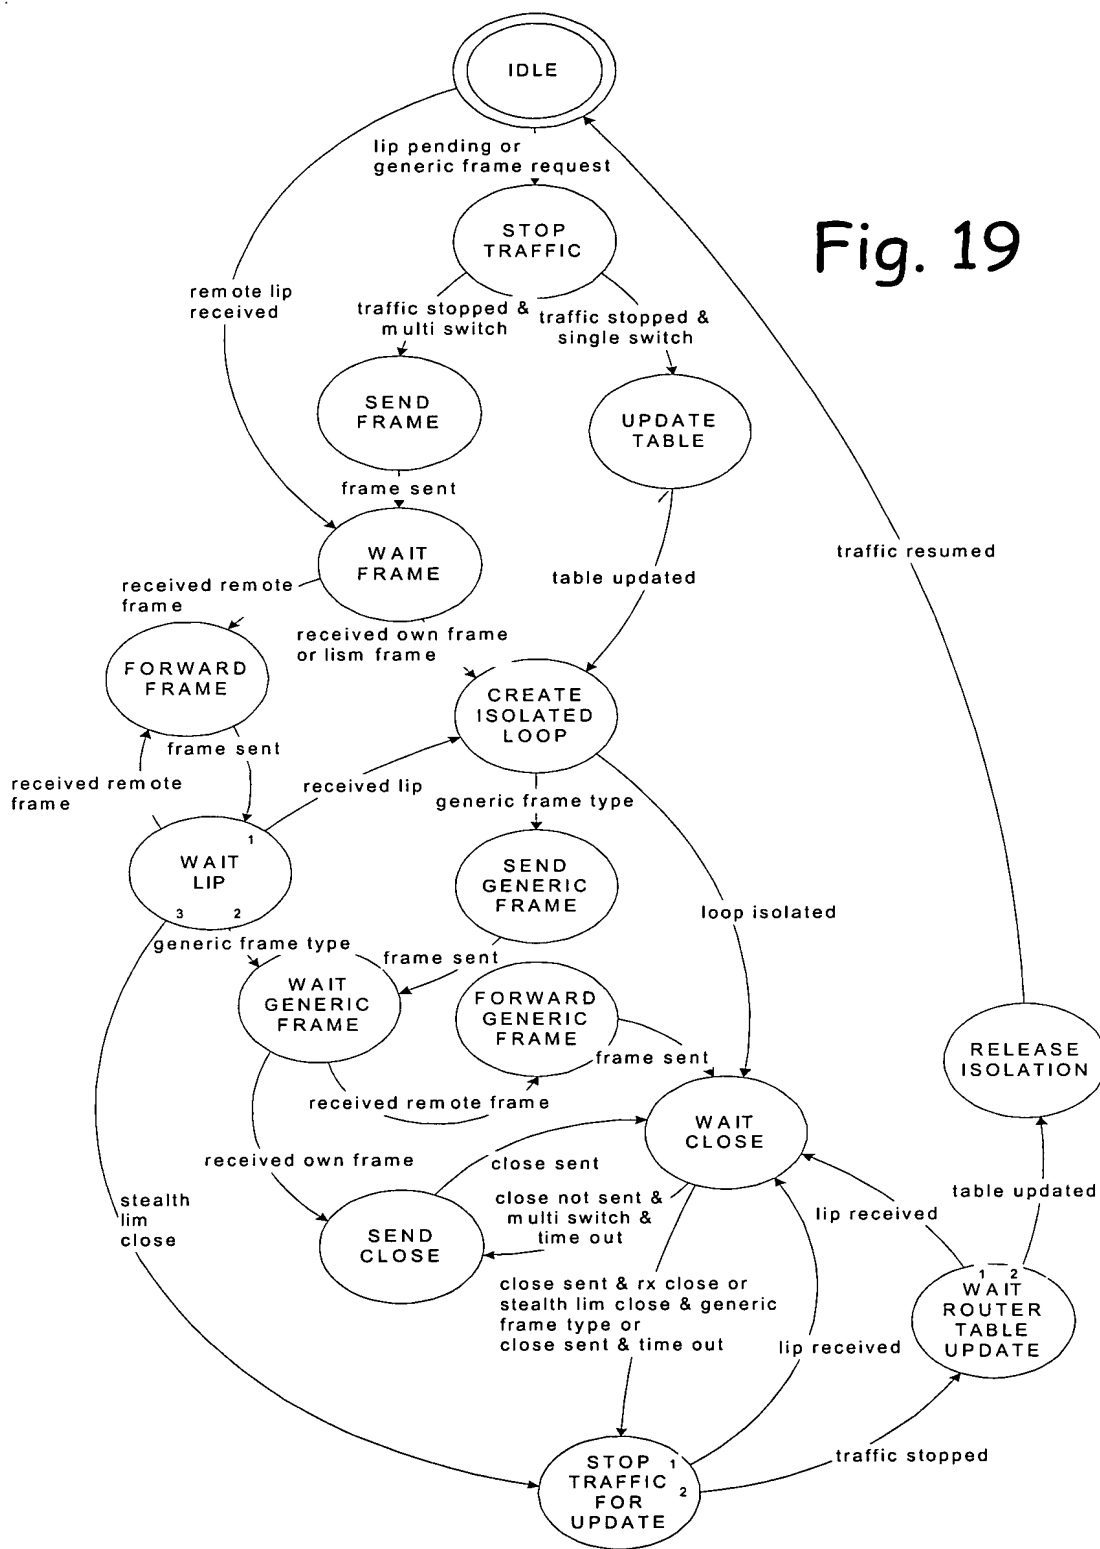 IDLE
lip pending or
generic frame request
STOP
TRAFFIC
Fig. 19
remote lip
received
traffic stopped &
multi switch
traffic stopped &
single switch
SEND
FRAME
UPDATE
TABLE
frame sent
WAIT
FRAME
traffic resumed
received remote
frame
table updated
received own frame
or lism frame
FORWARD
FRAME
CREATE
ISOLATED
LOOP
frame sent
received remote
frame
received lip
generic frame type
1
WAIT
LIP
3 2
SEND
GENERIC
FRAME
loop isolated
generic frame type
frame sent
WAIT
GENERIC
FRAME
FORWARD
GENERIC
FRAME
frame sent
RELEASE
ISOLATION
received remote frame
WAIT
CLOSE
received own frame
close sent
table updated
stealth
lim
close
close not sent &
multi switch &
time out
lip received
SEND
CLOSE
1 2
WAIT
ROUTER
TABLE
UPDATE
close sent & rx close or
stealth lim close & generic
frame type or
close sent & time out
lip received
traffic stopped
STOP 1
TRAFFIC
FOR 2
UPDATE